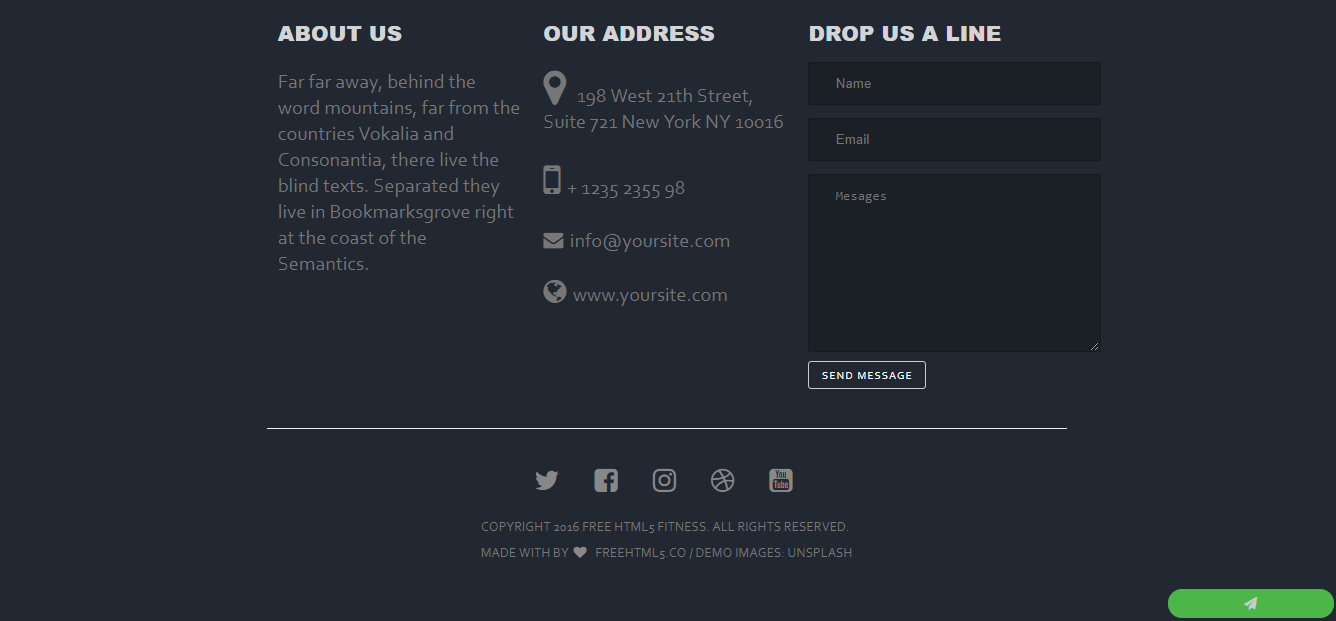 ABOUT US
Far far away, behind the
word mountains, far from the
countries Vokalia and
Consonantia, there live the
blind texts. Separated they
live in Bookmarksgrove right
at the coast of the
Semantics.
OUR ADDRESS
198 West 21th Street,
Suite 721 New York NY 10016
+ 1235 2355 98
info@yoursite.com
www.yoursite.com
DROP US A LINE
Name
Email
Mesages
SEND MESSAGE
You
Tube
COPYRIGHT 2016 FREE HTML5 FITNESS. ALL RIGHTS RESERVED.
MADE WITH BY FREEHTML5.CO / DEMO IMAGES: UNSPLASH